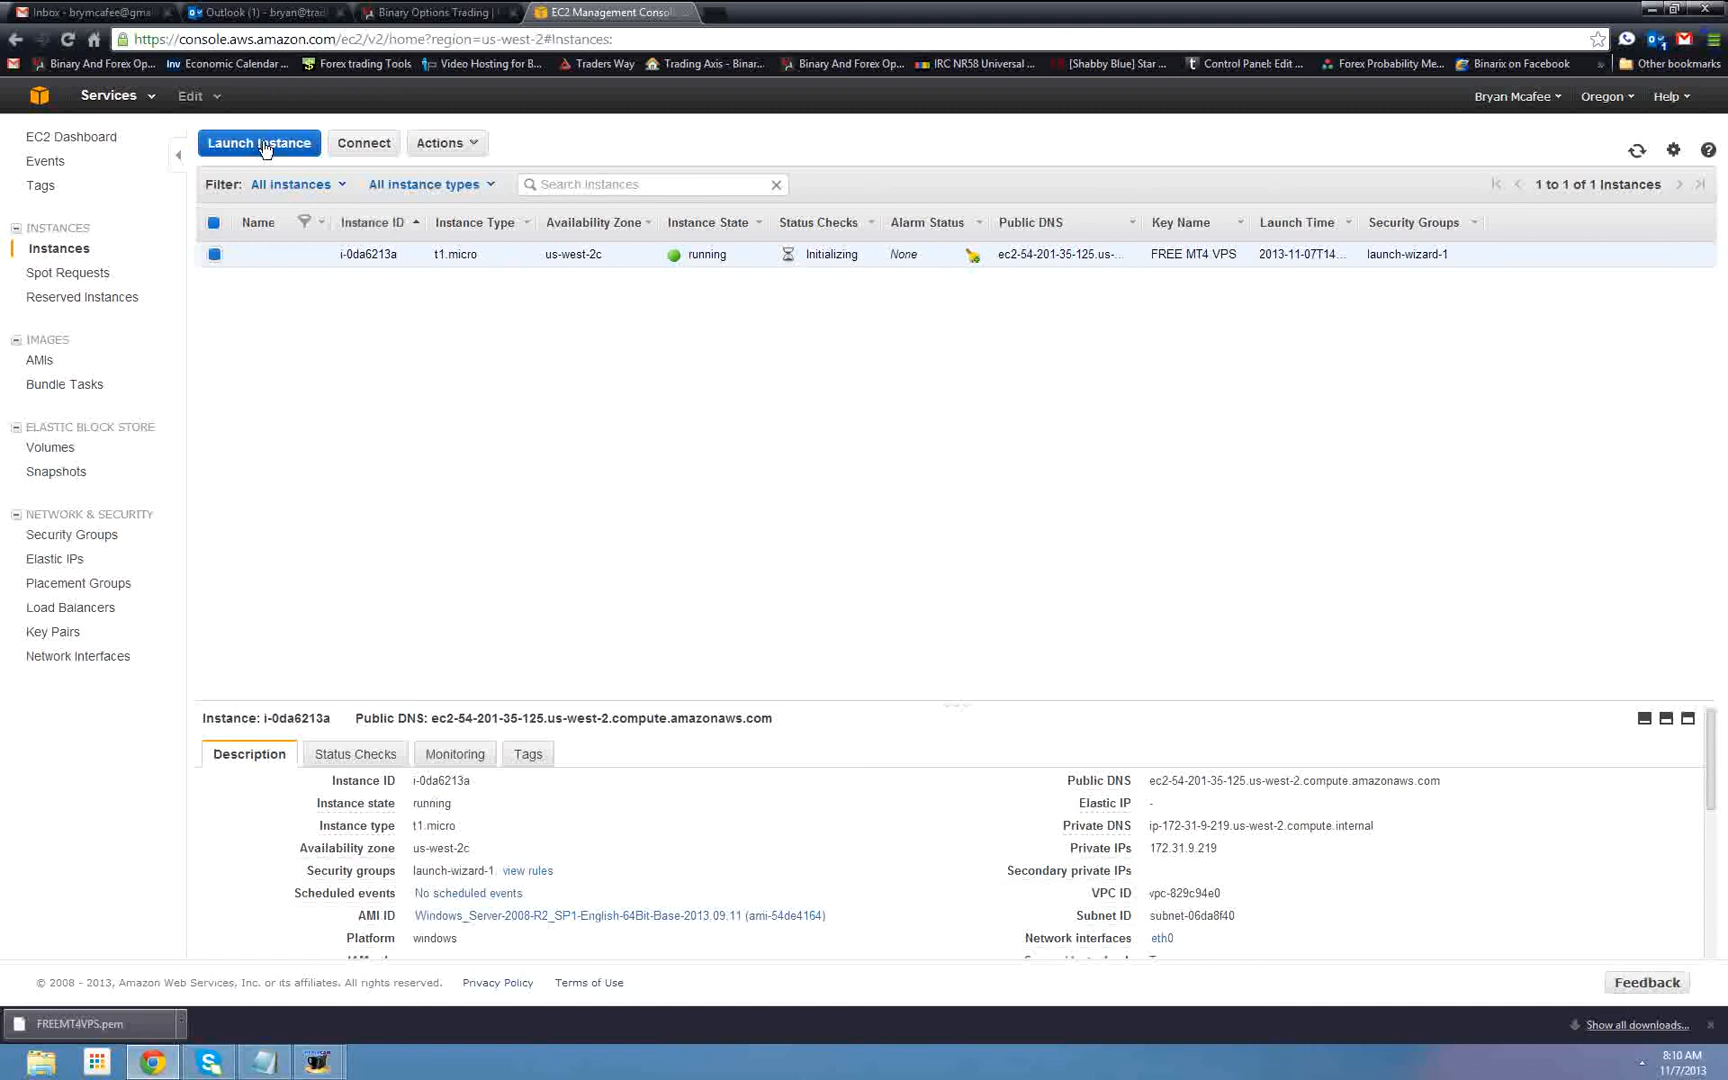 Inbox - brymcafee@gmai
Outlook (1) - bryan@trad
Binary Options Trading |
EC2 Management Consol
https://console.aws.amazon.com/ec2/v2/home?region=us-west-2#Instances:
Binary And Forex Op...
Inv Economic Calendar ...
Forex trading Tools
Video Hosting for B...
Traders Way
Trading Axis - Binar...
Binary And Forex Op...
IRC NR58 Universal ...
[Shabby Blue] Star ...
Control Panel: Edit ...
Forex Probability Me...
Binarix on Facebook
»
Other bookmarks
Services
Edit
Bryan Mcafee
Oregon
Help
EC2 Dashboard
Events
Tags
INSTANCES
Instances
Spot Requests
Reserved Instances
IMAGES
AMIs
Bundle Tasks
ELASTIC BLOCK STORE
Volumes
Snapshots
NETWORK & SECURITY
Security Groups
Elastic IPs
Placement Groups
Load Balancers
Key Pairs
Network Interfaces
Launch Instance Connect Actions
Filter: All instances All instance types Search Instances 1 to 1 of 1 Instances
Name Instance ID Instance Type Availability Zone Instance State Status Checks Alarm Status Public DNS Key Name Launch Time Security Groups
i-0da6213a t1.micro us-west-2c running Initializing None ec2-54-201-35-125.us-... FREE MT4 VPS 2013-11-07T14... launch-wizard-1
Instance: i-0da6213a Public DNS: ec2-54-201-35-125.us-west-2.compute.amazonaws.com
Description Status Checks Monitoring Tags
Instance ID i-0da6213a
Instance state running
Instance type t1.micro
Availability zone us-west-2c
Security groups launch-wizard-1. view rules
Scheduled events No scheduled events
AMI ID Windows_Server-2008-R2_SP1-English-64Bit-Base-2013.09.11 (ami-54de4164)
Platform windows
Public DNS ec2-54-201-35-125.us-west-2.compute.amazonaws.com
Elastic IP -
Private DNS ip-172-31-9-219.us-west-2.compute.internal
Private IPs 172.31.9.219
Secondary private IPs
VPC ID vpc-829c94e0
Subnet ID subnet-06da8f40
Network interfaces eth0
© 2008 - 2013, Amazon Web Services, Inc. or its affiliates. All rights reserved. Privacy Policy Terms of Use
Feedback
FREEMT4VPS.pem
Show all downloads...
8:10 AM
11/7/2013